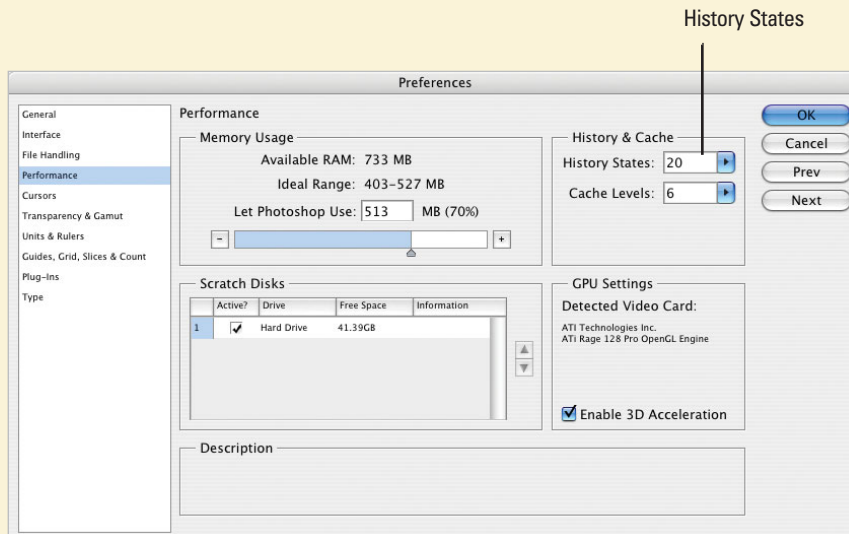 History States
Preferences
General
Interface
File Handling
Performance
Cursors
Transparency & Gamut
Units & Rulers
Guides, Grid, Slices & Count
Plug-Ins
Type
Performance
Memory Usage
Available RAM: 733 MB
Ideal Range: 403-527 MB
Let Photoshop Use: 513 MB (70%)
- +
History & Cache
History States: 20
Cache Levels: 6
OK
Cancel
Prev
Next
Scratch Disks
Active? Drive Free Space Information
1 Hard Drive 41.39GB
GPU Settings
Detected Video Card:
ATI Technologies Inc.
ATi Rage 128 Pro OpenGL Engine
Enable 3D Acceleration
Description